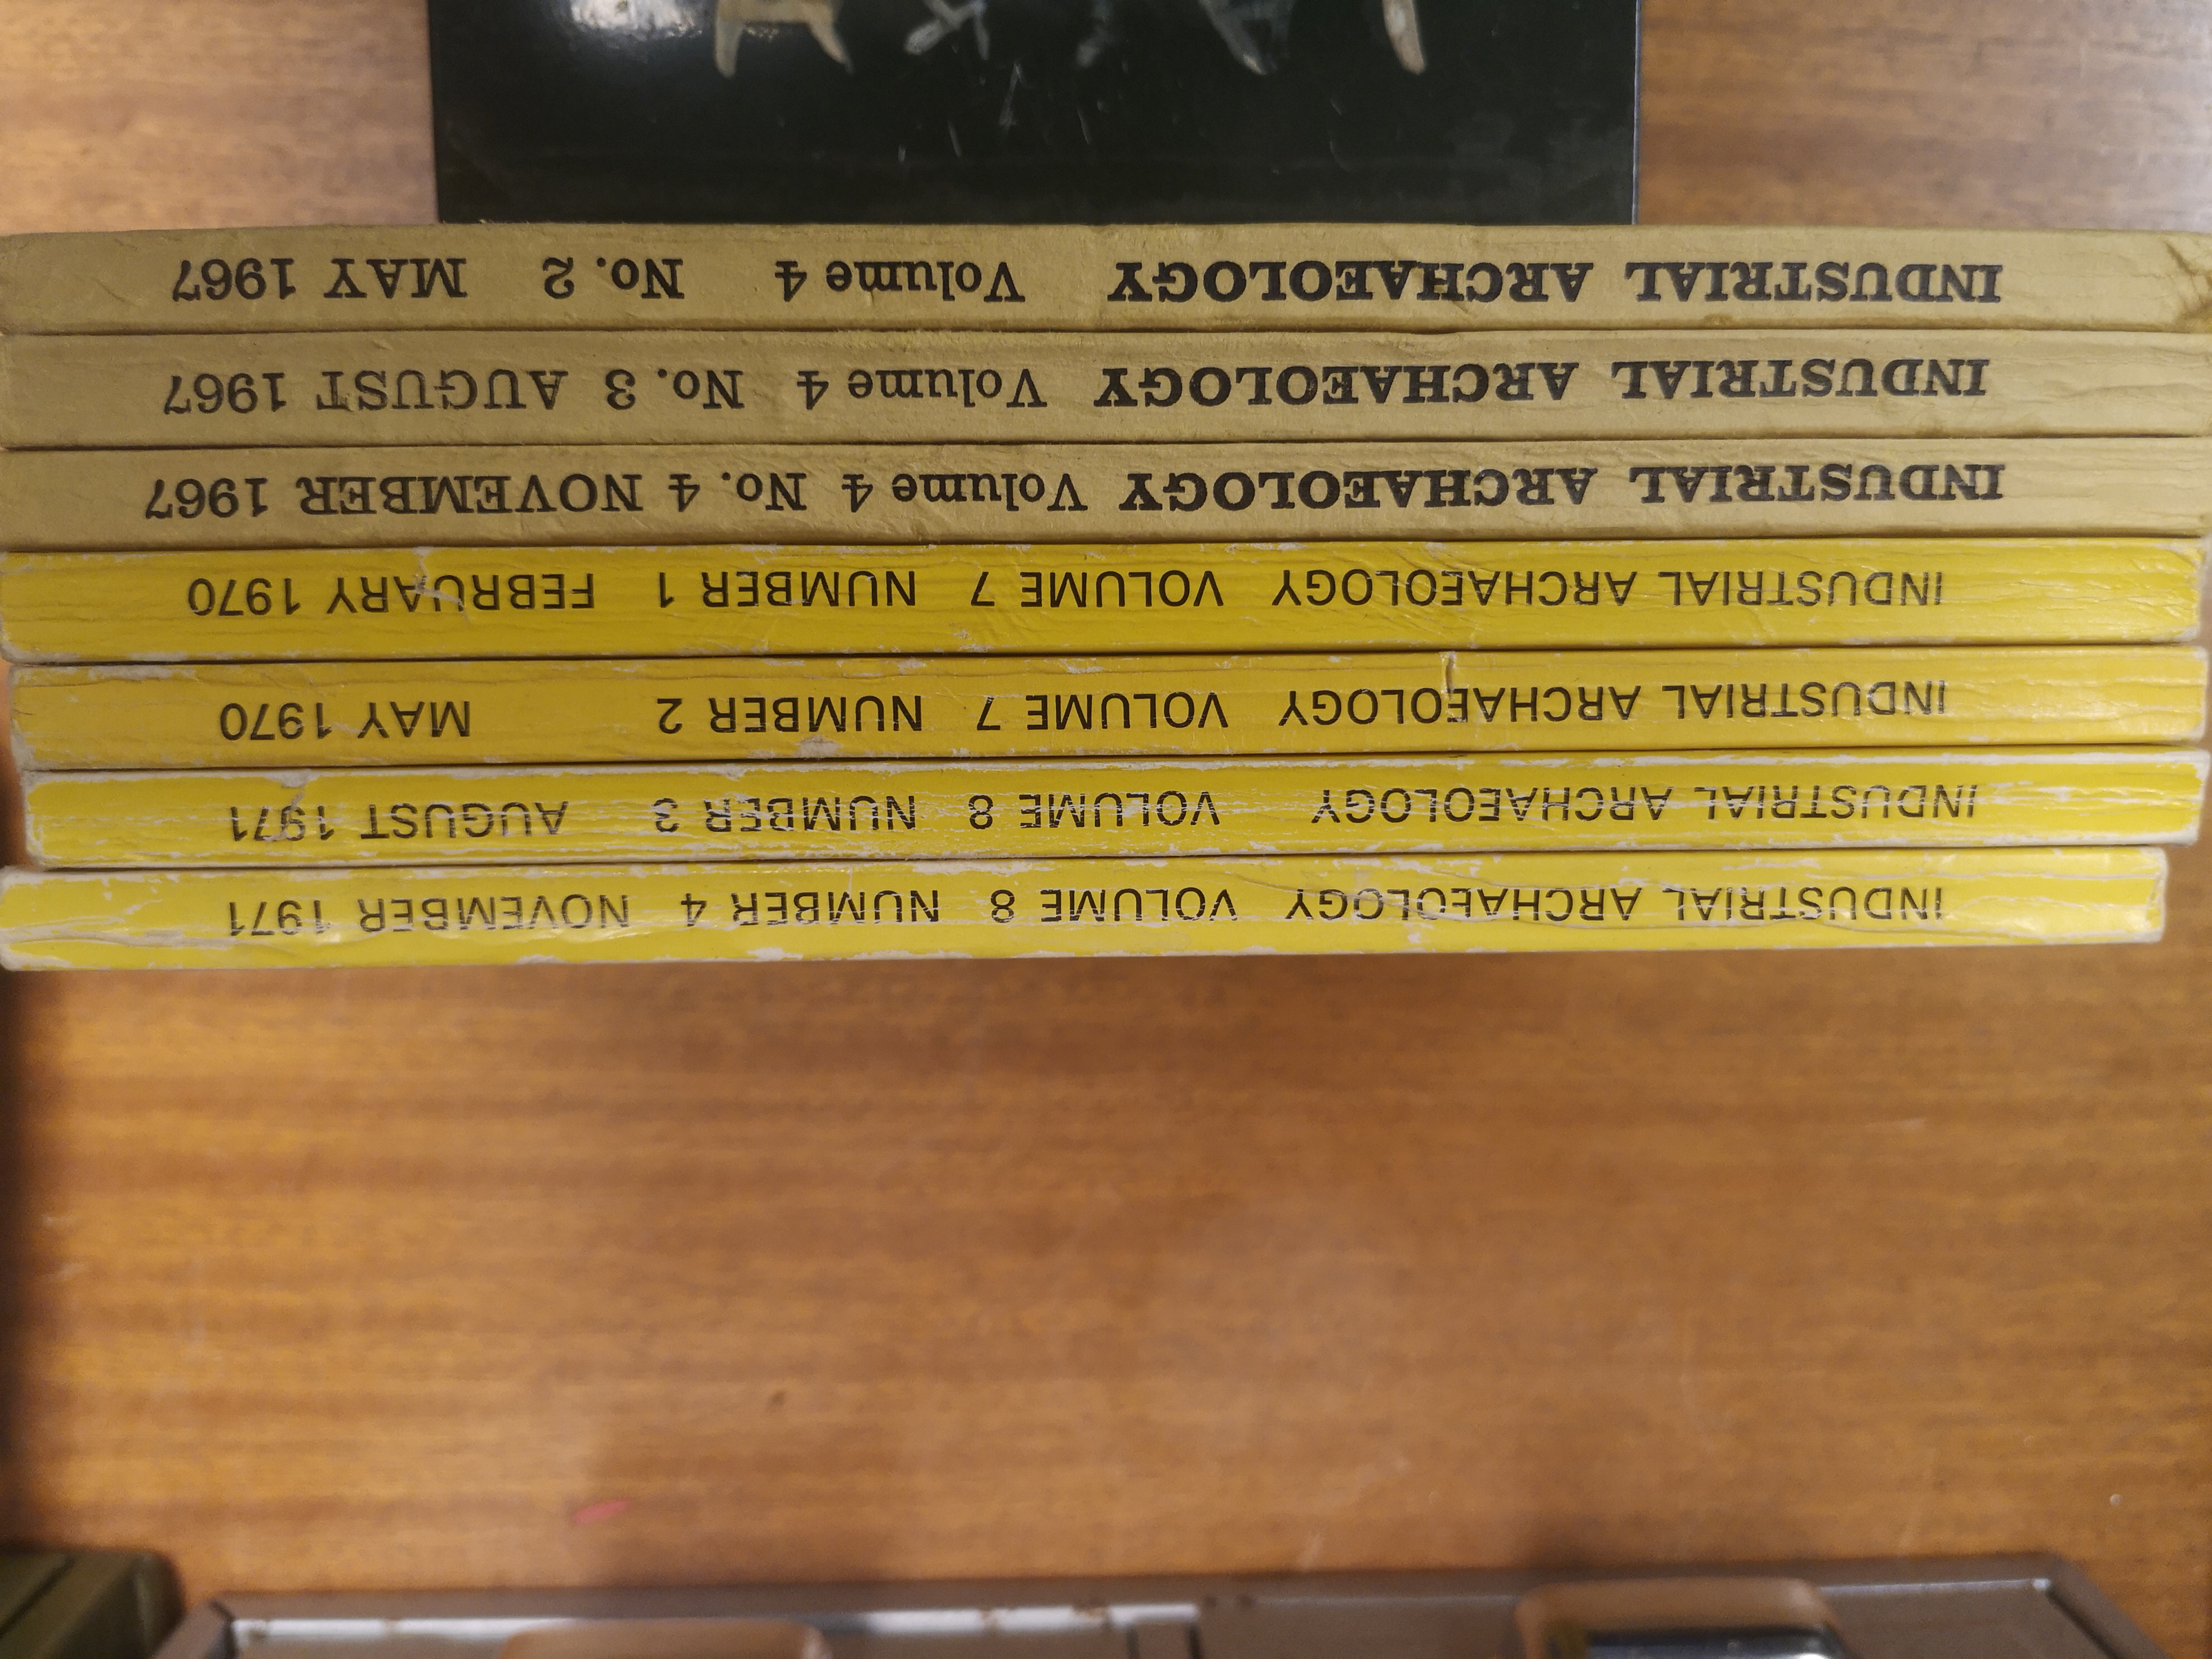 INDUSTRIAL ARCHAEOLOGY VOLUME 8 NUMBER 4 NOVEMBER 1971
INDUSTRIAL ARCHAEOLOGY VOLUME 8 NUMBER 3 AUGUST 1971
INDUSTRIAL ARCHAEOLOGY VOLUME 7 NUMBER 2 MAY 1970
INDUSTRIAL ARCHAEOLOGY VOLUME 7 NUMBER 1 FEBRUARY 1970
INDUSTRIAL ARCHAEOLOGY Volume 4 No. 4 NOVEMBER 1967
INDUSTRIAL ARCHAEOLOGY Volume 4 No. 3 AUGUST 1967
INDUSTRIAL ARCHAEOLOGY Volume 4 No. 2 MAY 1967